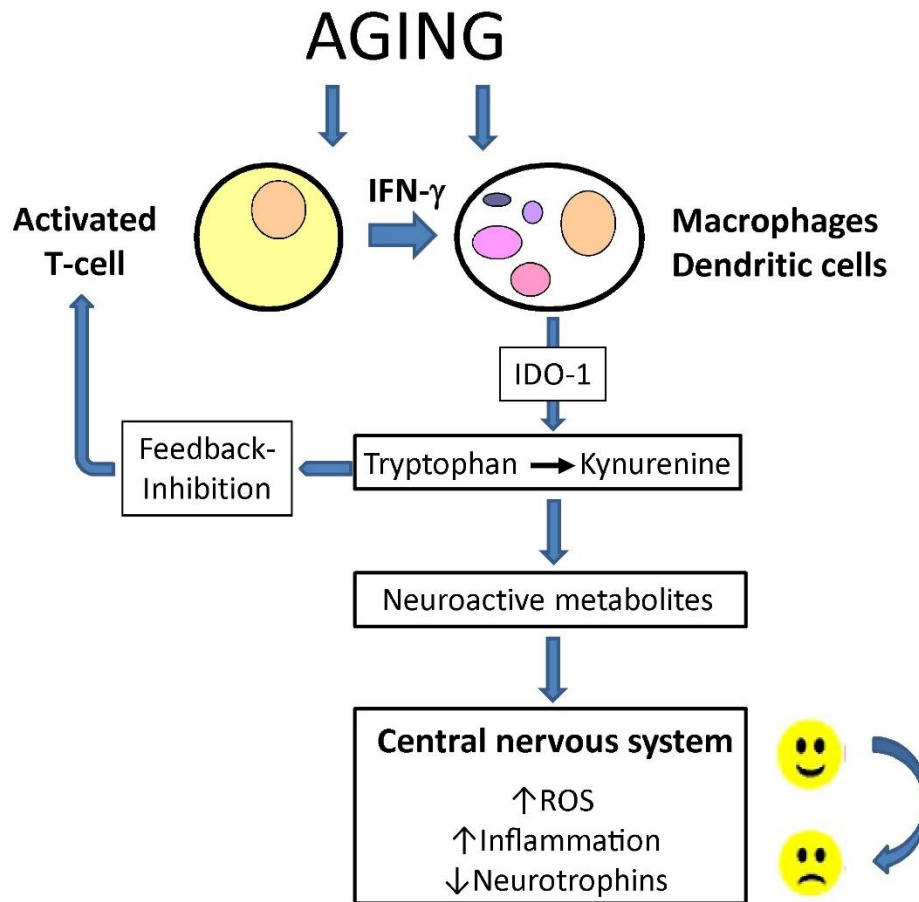 AGING
Activated
T-cell
IFN-γ
Macrophages
Dendritic cells
IDO-1
Feedback-
Inhibition
Tryptophan → Kynurenine
Neuroactive metabolites
Central nervous system
↑ROS
↑Inflammation
↓Neurotrophins